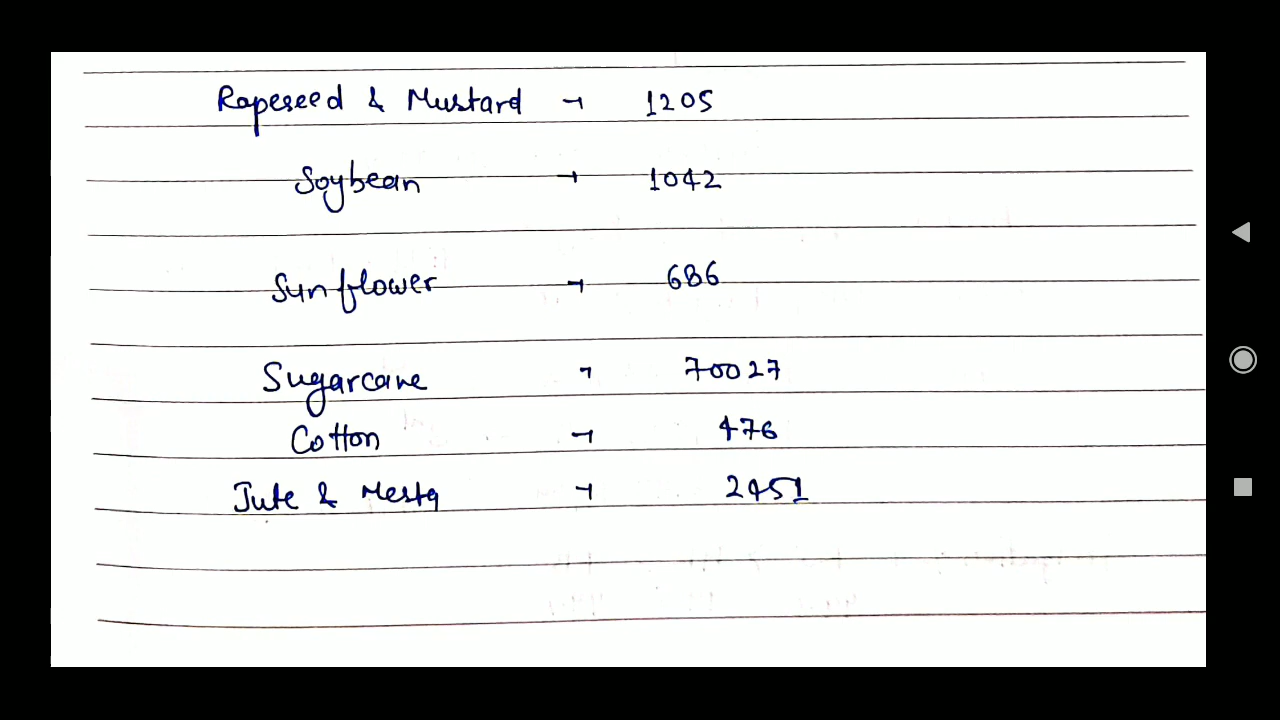 Rapeseed & Mustard → 1205
Soybean → 1042
Sunflower → 686
Sugarcane → 70027
Cotton → 476
Jute & Mesta → 2451